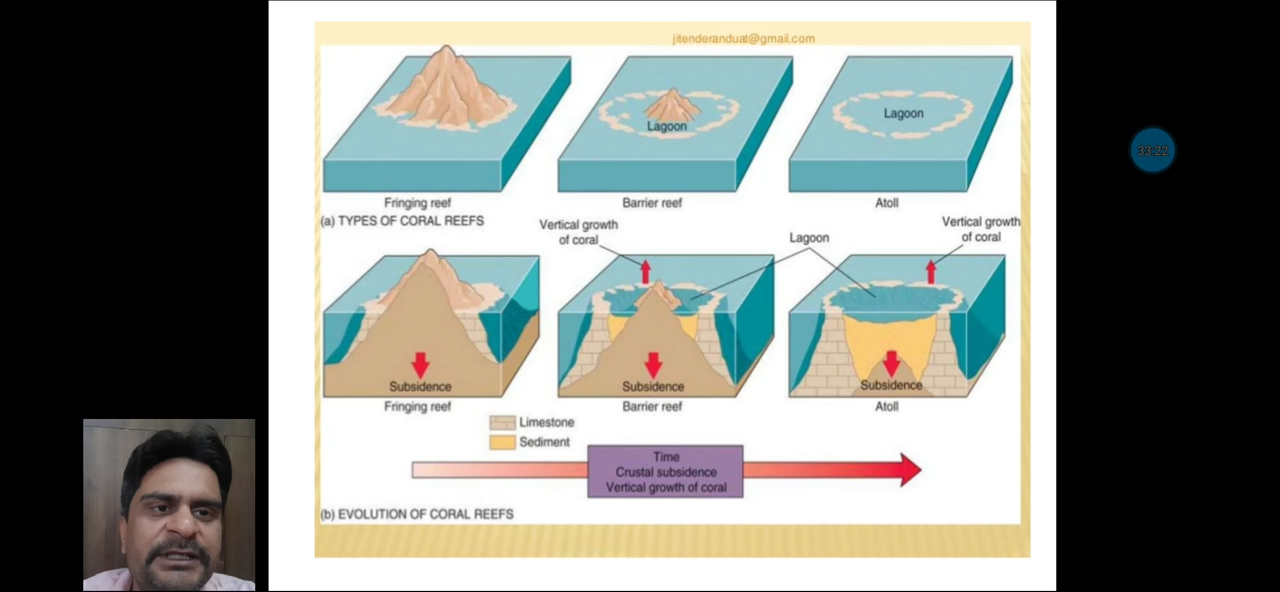 jitenderanduat@gmail.com
Lagoon
Lagoon
Fringing reef
Barrier reef
Atoll
(a) TYPES OF CORAL REEFS
Vertical growth
of coral
Lagoon
Vertical growth
of coral
Subsidence
Subsidence
Subsidence
Fringing reef
Barrier reef
Atoll
Limestone
Sediment
Time
Crustal subsidence
Vertical growth of coral
(b) EVOLUTION OF CORAL REEFS
33:22